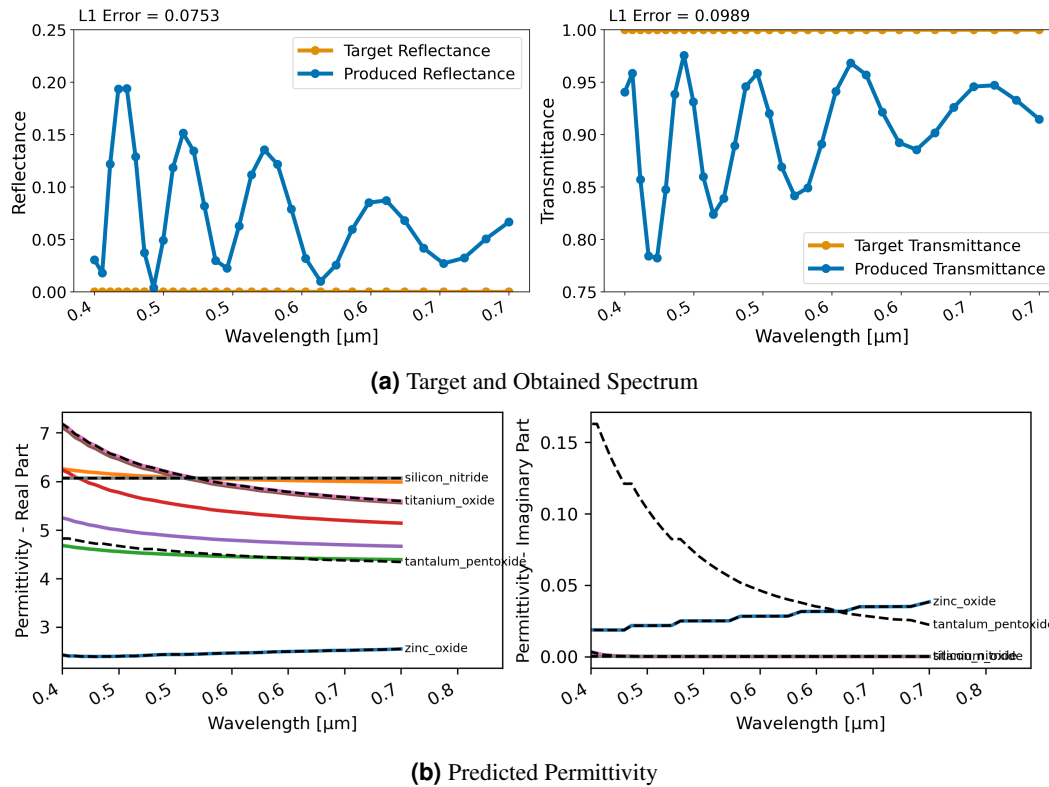 L1 Error = 0.0753
0.25
0.20
0.15
0.10
0.05
0.00
Reflectance
Target Reflectance
Produced Reflectance
0.4
0.5
0.5
0.6
0.6
0.7
0.7
Wavelength [μm]
L1 Error = 0.0989
1.00
0.95
0.90
0.85
0.80
0.75
Transmittance
Target Transmittance
Produced Transmittance
0.4
0.5
0.5
0.6
0.6
0.7
0.7
Wavelength [μm]
(a) Target and Obtained Spectrum
7
6
5
4
3
Permittivity - Real Part
silicon_nitride
titanium_oxide
tantalum_pentoxide
zinc_oxide
0.4
0.5
0.5
0.6
0.6
0.7
0.7
0.8
Wavelength [μm]
0.15
0.10
0.05
0.00
Permittivity - Imaginary Part
zinc_oxide
tantalum_pentoxide
0.4
0.5
0.5
0.6
0.6
0.7
0.7
0.8
Wavelength [μm]
(b) Predicted Permittivity